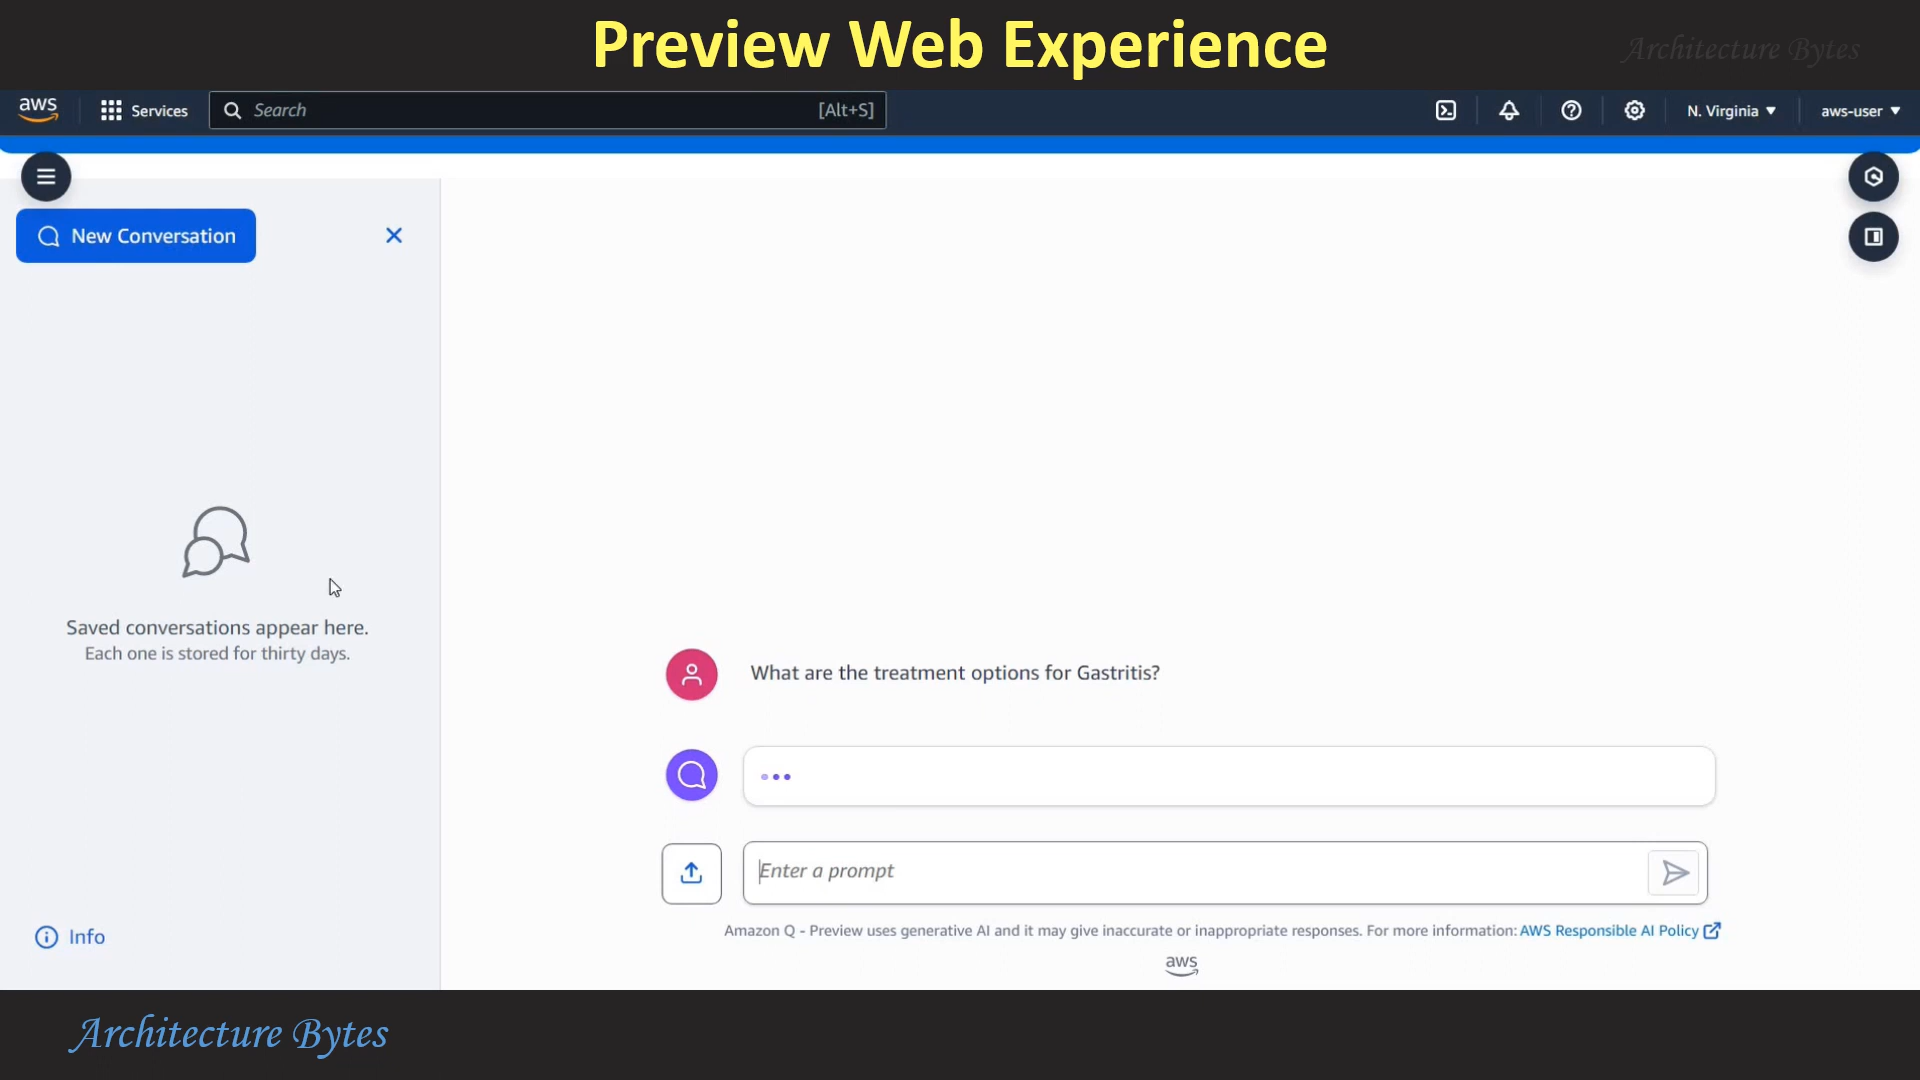 Preview Web Experience
Architecture Bytes
aws
Services
Search
[Alt+S]
N. Virginia
aws-user
New Conversation
Saved conversations appear here.
Each one is stored for thirty days.
What are the treatment options for Gastritis?
Enter a prompt
Amazon Q - Preview uses generative AI and it may give inaccurate or inappropriate responses. For more information: AWS Responsible AI Policy
Info
aws
Architecture Bytes